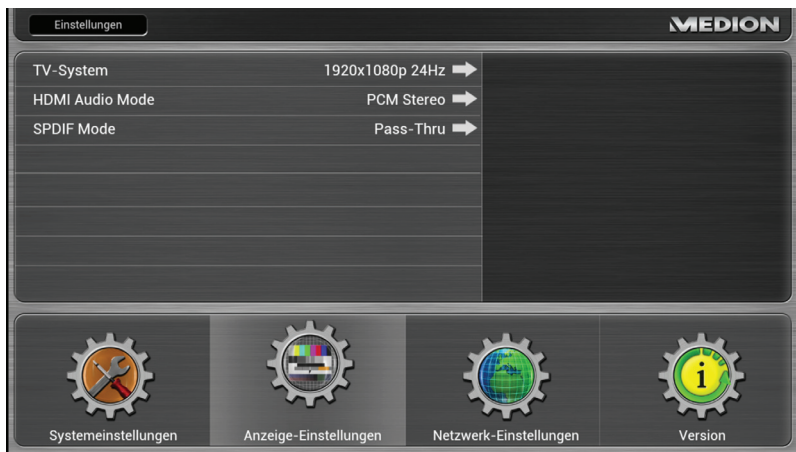 Einstellungen
MEDION
TV-System 1920x1080p 24Hz
HDMI Audio Mode PCM Stereo
SPDIF Mode Pass-Thru
i
Systemeinstellungen Anzeige-Einstellungen Netzwerk-Einstellungen Version